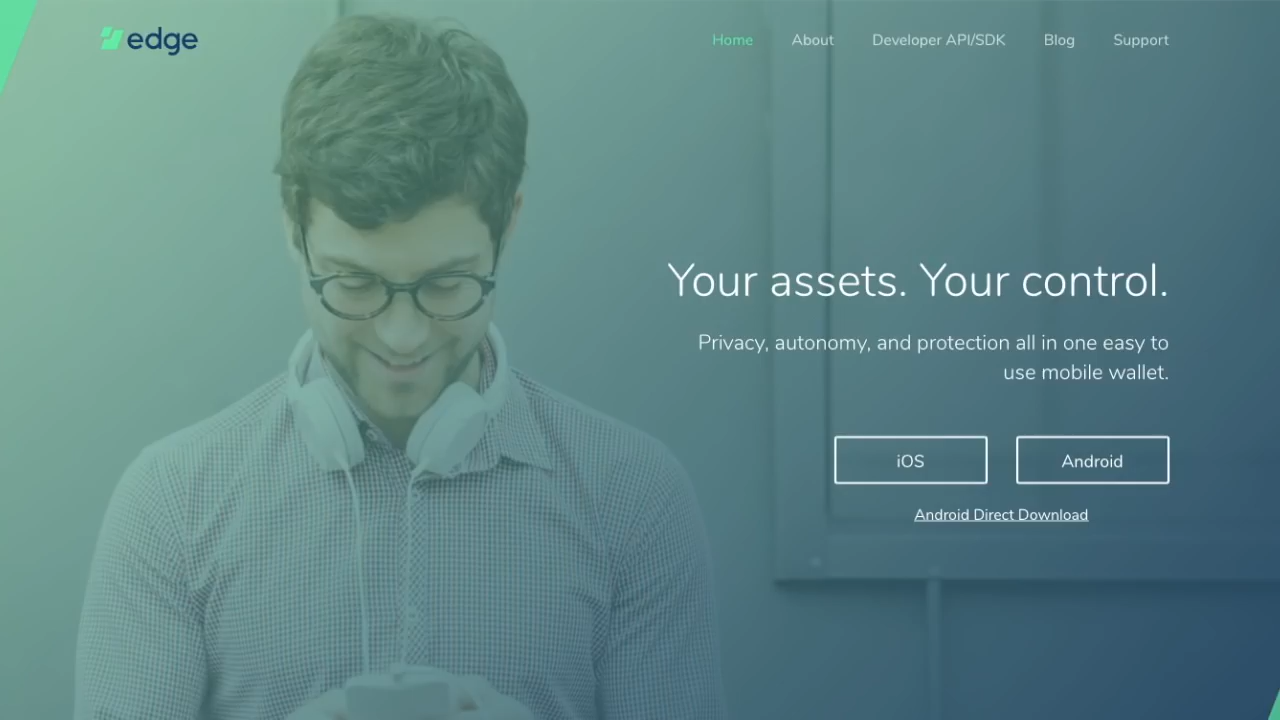 edge
Home About Developer API/SDK Blog Support
Your assets. Your control.
Privacy, autonomy, and protection all in one easy to
use mobile wallet.
iOS Android
Android Direct Download